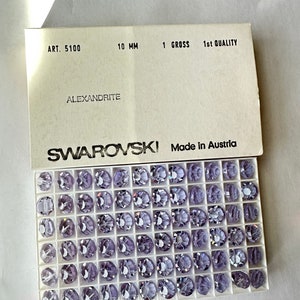 ART. 5100 10 MM 1 GROSS 1st QUALITY
ALEXANDRITE
SWAROVSKI Made in Austria